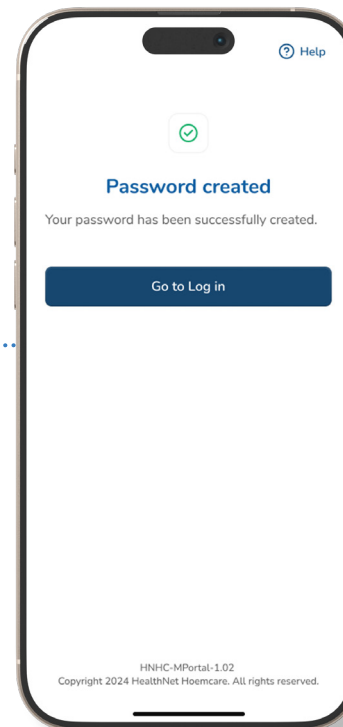 Help
Password created
Your password has been successfully created.
Go to Log in
HNHC-MPortal-1.02
Copyright 2024 HealthNet Hoemcare. All rights reserved.